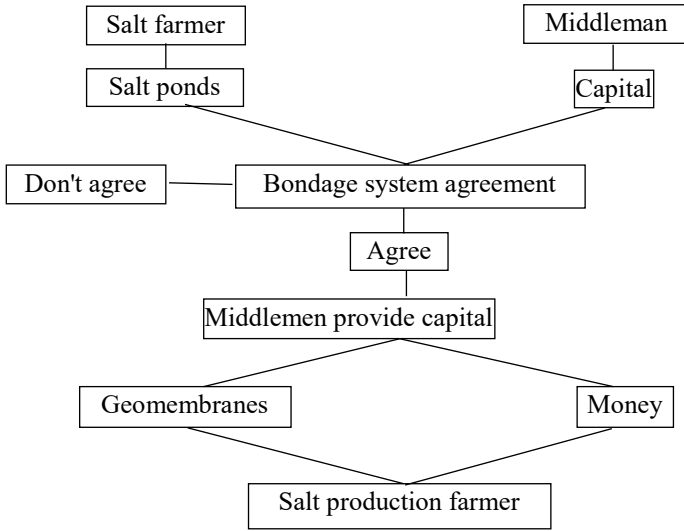 Salt farmer
Middleman
Salt ponds
Capital
Don't agree
Bondage system agreement
Agree
Middlemen provide capital
Geomembranes
Money
Salt production farmer